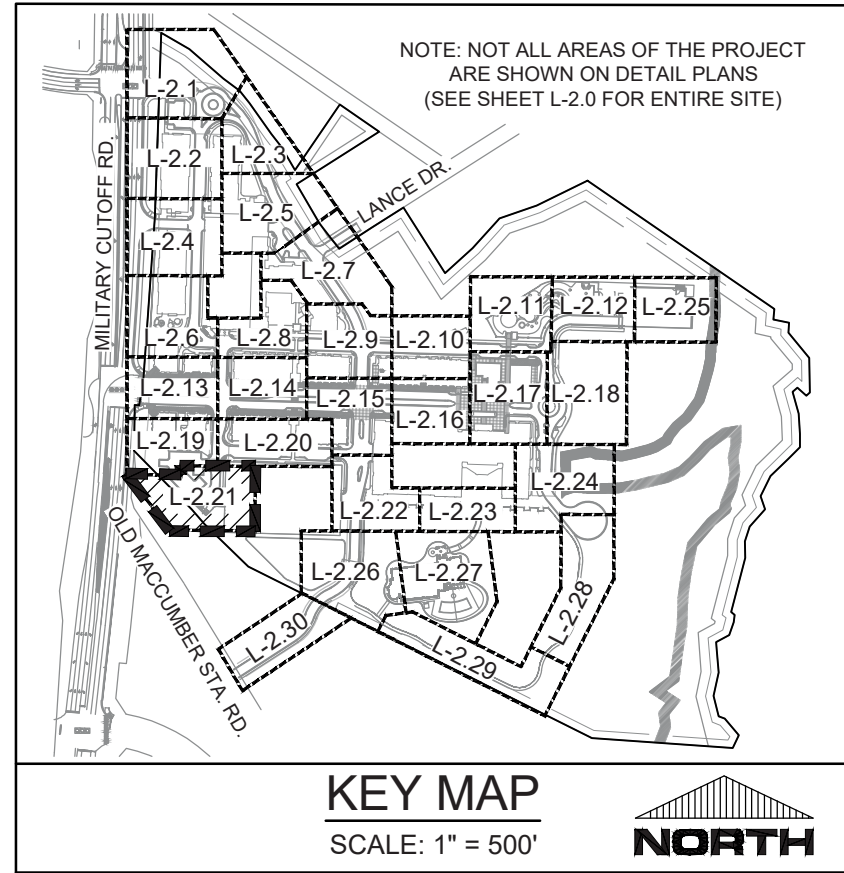 NOTE: NOT ALL AREAS OF THE PROJECT
ARE SHOWN ON DETAIL PLANS
(SEE SHEET L-2.0 FOR ENTIRE SITE)
L-2.1
L-2.2
L-2.3
MILITARY CUTOFF RD.
LANCE DR.
L-2.4
L-2.5
L-2.7
L-2.11
L-2.12
L-2.25
L-2.6
L-2.8
L-2.9
L-2.10
L-2.13
L-2.14
L-2.15
L-2.16
L-2.17
L-2.18
L-2.19
L-2.20
L-2.21
L-2.22
L-2.23
L-2.24
OLD MACCUMBER STA. RD.
L-2.26
L-2.27
L-2.28
L-2.30
L-2.29
KEY MAP
SCALE: 1" = 500'
NORTH